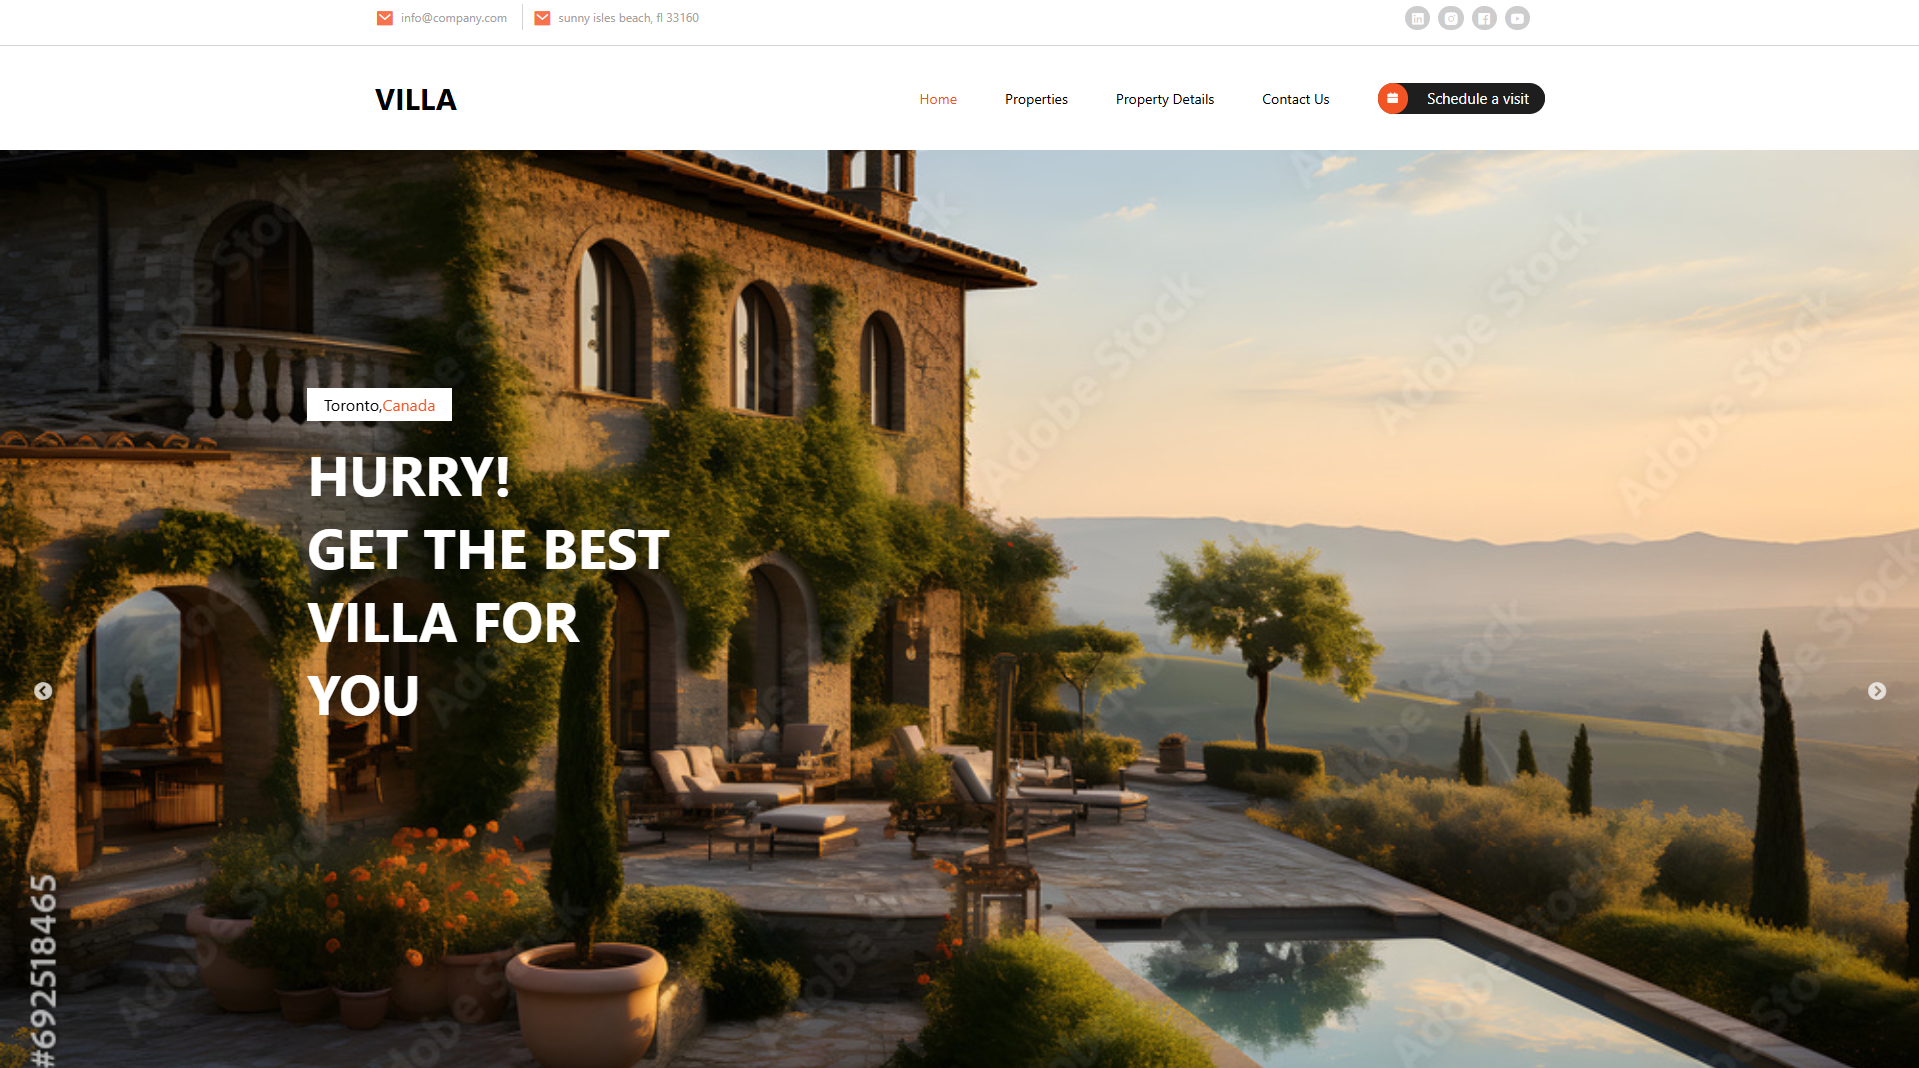 info@company.com
sunny isles beach, fl 33160
VILLA
Home
Properties
Property Details
Contact Us
Schedule a visit
Toronto,Canada
HURRY!
GET THE BEST
VILLA FOR
YOU
Adobe Stock
#692518465